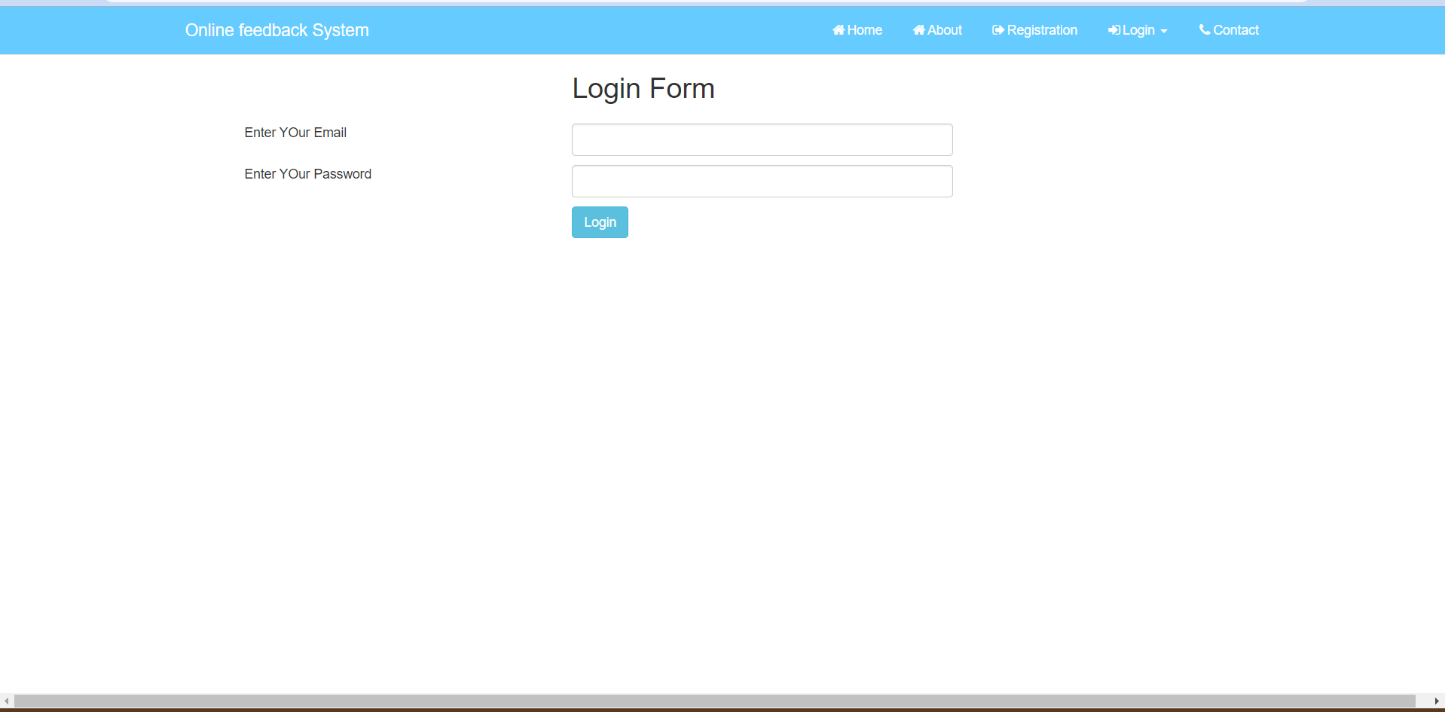 Online feedback System Home About Registration Login Contact
Login Form
Enter YOur Email
Enter YOur Password
Login